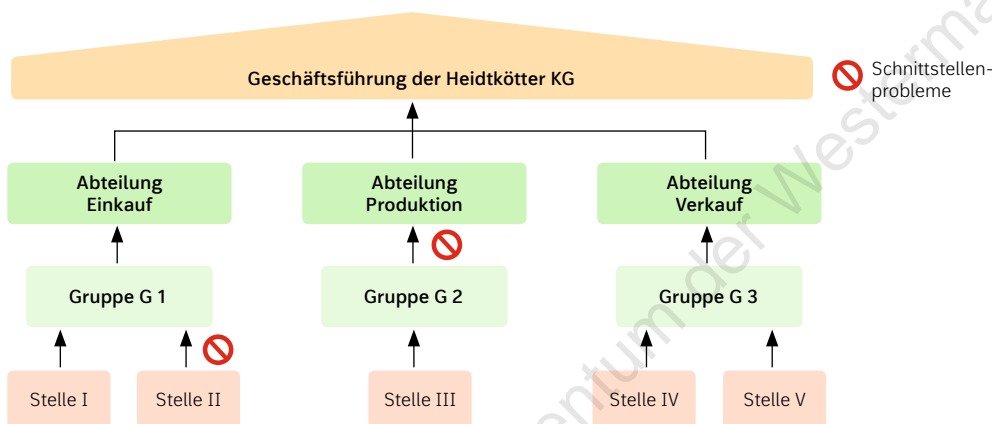 Geschäftsführung der Heidtkötter KG
Schnittstellen-
probleme
Abteilung
Einkauf
Abteilung
Produktion
Abteilung
Verkauf
Gruppe G 1
Gruppe G 2
Gruppe G 3
Stelle I
Stelle II
Stelle III
Stelle IV
Stelle V
der